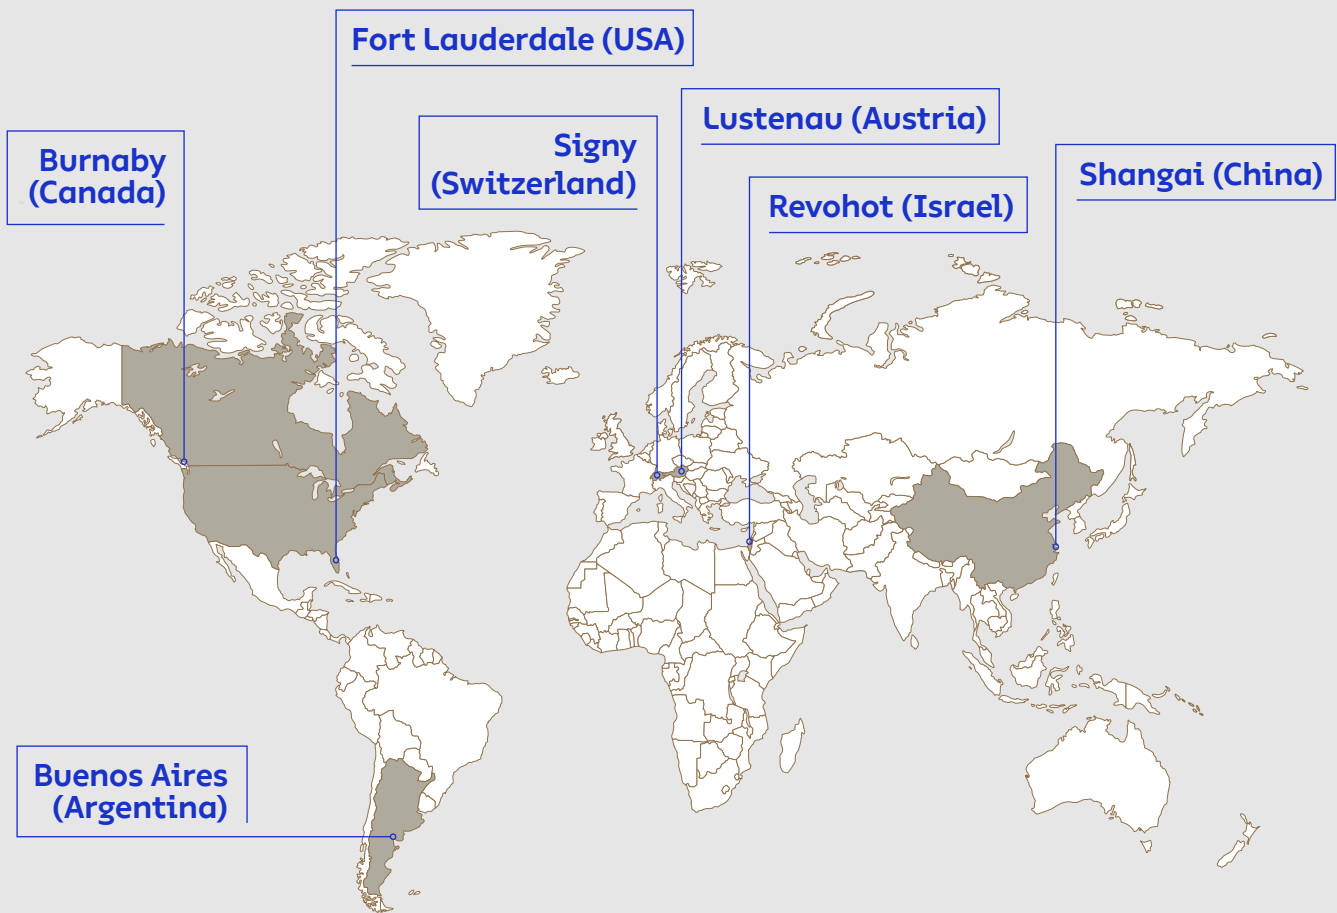 Fort Lauderdale (USA)
Lustenau (Austria)
Signy
(Switzerland)
Burnaby
(Canada)
Shangai (China)
Revohot (Israel)
Buenos Aires
(Argentina)